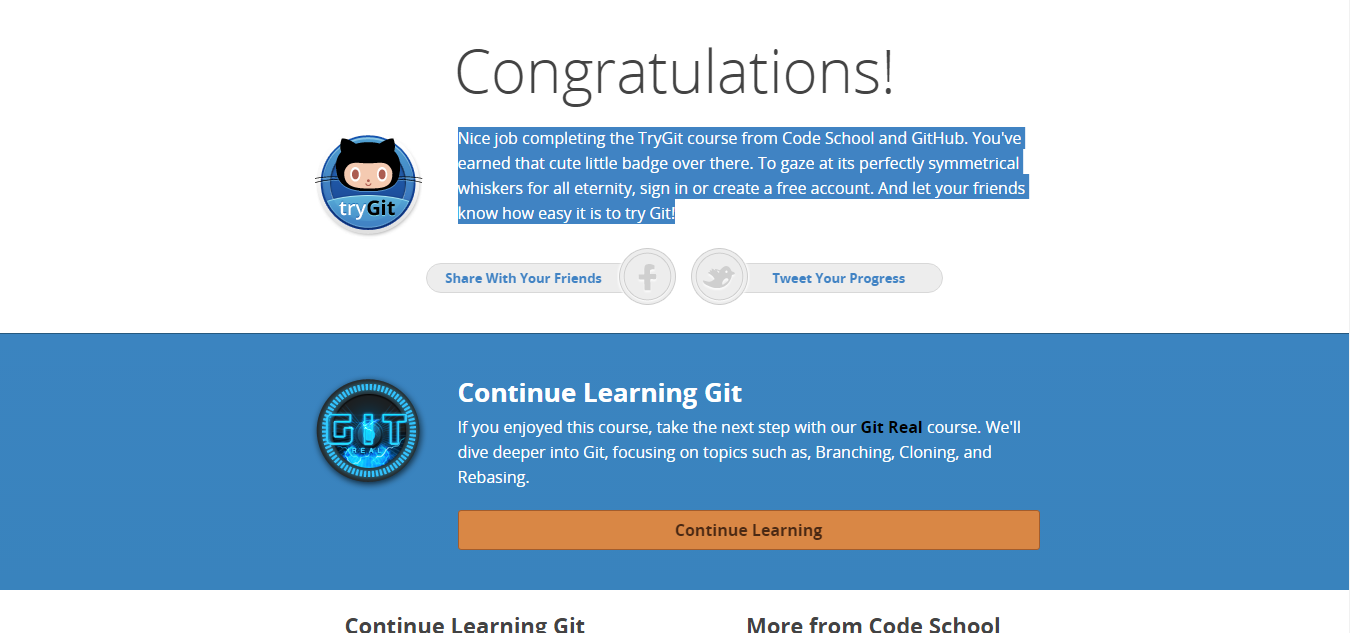 Congratulations!
Nice job completing the TryGit course from Code School and GitHub. You've
earned that cute little badge over there. To gaze at its perfectly symmetrical
whiskers for all eternity, sign in or create a free account. And let your friends
know how easy it is to try Git!
tryGit
Share With Your Friends
Tweet Your Progress
Continue Learning Git
If you enjoyed this course, take the next step with our Git Real course. We'll
dive deeper into Git, focusing on topics such as, Branching, Cloning, and
Rebasing.
GIT
REAL
Continue Learning
Continue Learning Git
More from Code School